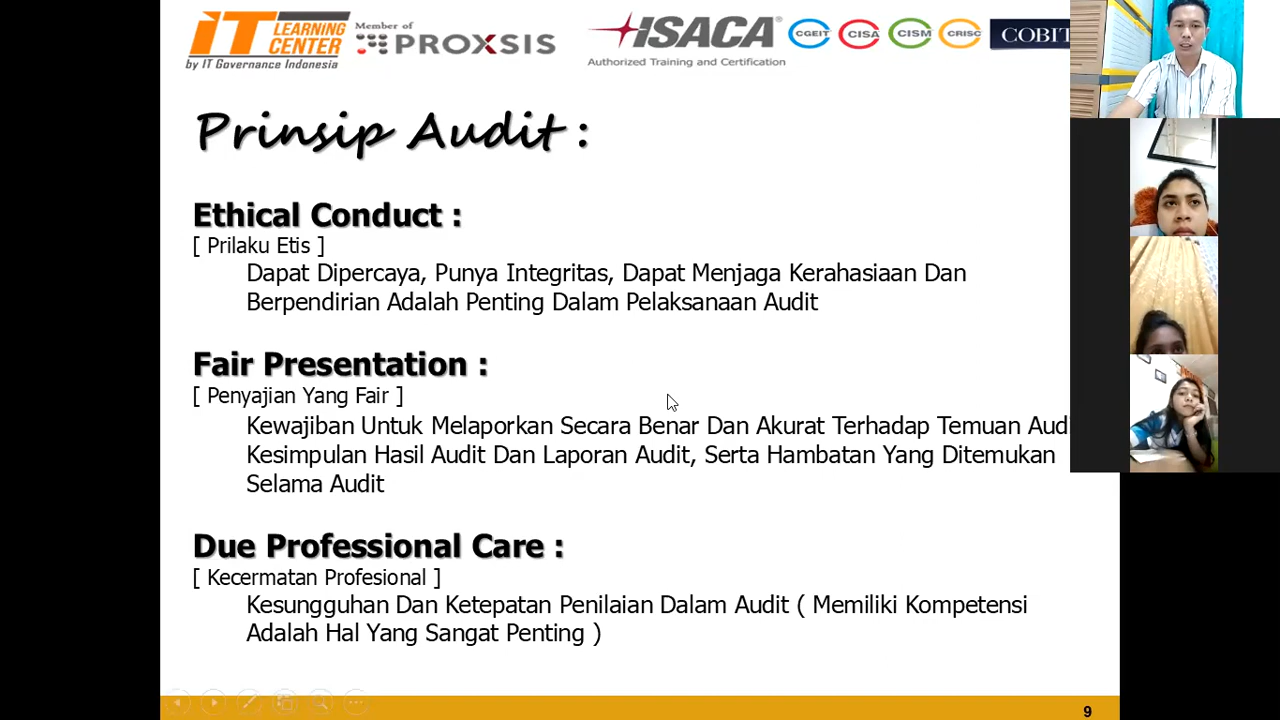 iT LEARNING CENTER
by IT Governance Indonesia
Member of
PROXSIS
ISACA
Authorized Training and Certification
CGEIT CISA CISM CRISC COBIT
Prinsip Audit :
Ethical Conduct :
[ Prilaku Etis ]
Dapat Dipercaya, Punya Integritas, Dapat Menjaga Kerahasiaan Dan
Berpendirian Adalah Penting Dalam Pelaksanaan Audit
Fair Presentation :
[ Penyajian Yang Fair ]
Kewajiban Untuk Melaporkan Secara Benar Dan Akurat Terhadap Temuan Aud
Kesimpulan Hasil Audit Dan Laporan Audit, Serta Hambatan Yang Ditemukan
Selama Audit
Due Professional Care :
[ Kecermatan Profesional ]
Kesungguhan Dan Ketepatan Penilaian Dalam Audit ( Memiliki Kompetensi
Adalah Hal Yang Sangat Penting )
9